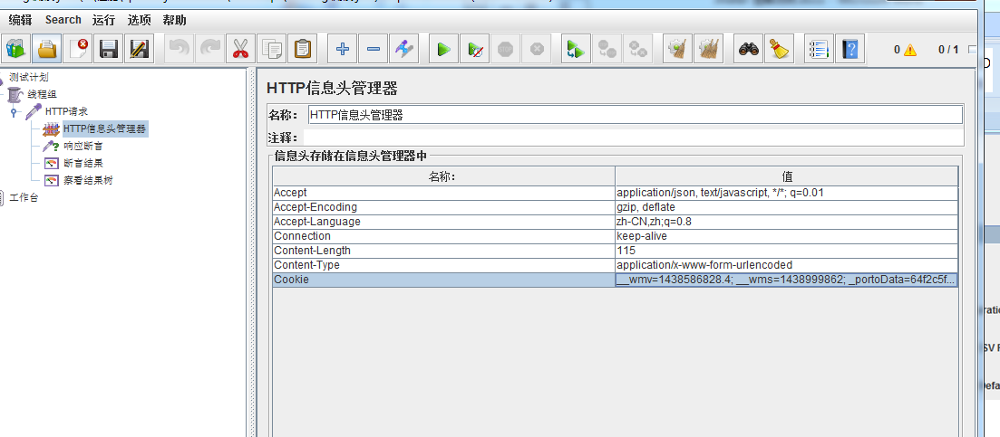 编辑 Search 运行 选项 帮助
0 0 / 1
测试计划
线程组
HTTP请求
HTTP信息头管理器
响应断言
断言结果
察看结果树
工作台
HTTP信息头管理器
名称： HTTP信息头管理器
注释：
信息头存储在信息头管理器中
名称: 值
Accept application/json, text/javascript, */*; q=0.01
Accept-Encoding gzip, deflate
Accept-Language zh-CN,zh;q=0.8
Connection keep-alive
Content-Length 115
Content-Type application/x-www-form-urlencoded
Cookie __wmv=1438586828.4; __wms=1438999862; _portoData=64f2c5f...